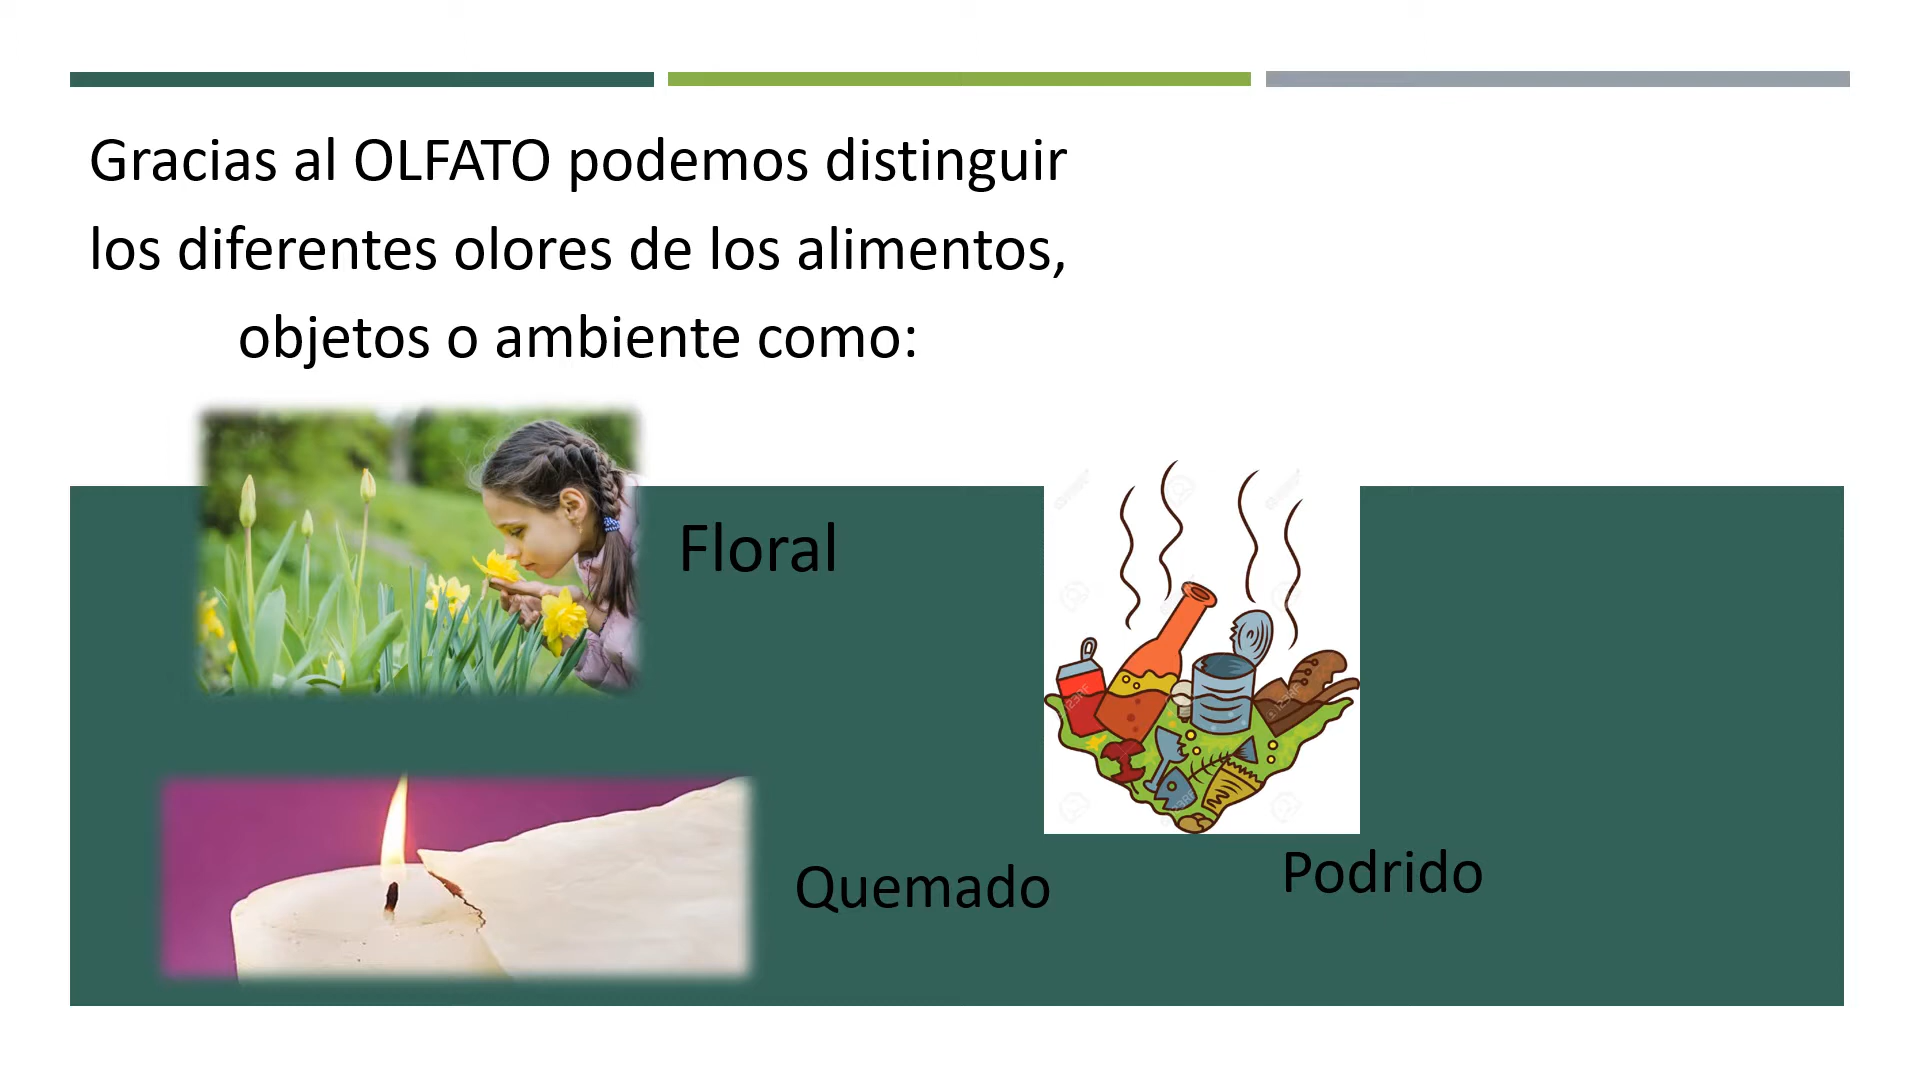 Gracias al OLFATO podemos distinguir
los diferentes olores de los alimentos,
objetos o ambiente como:
Floral
Quemado
Podrido